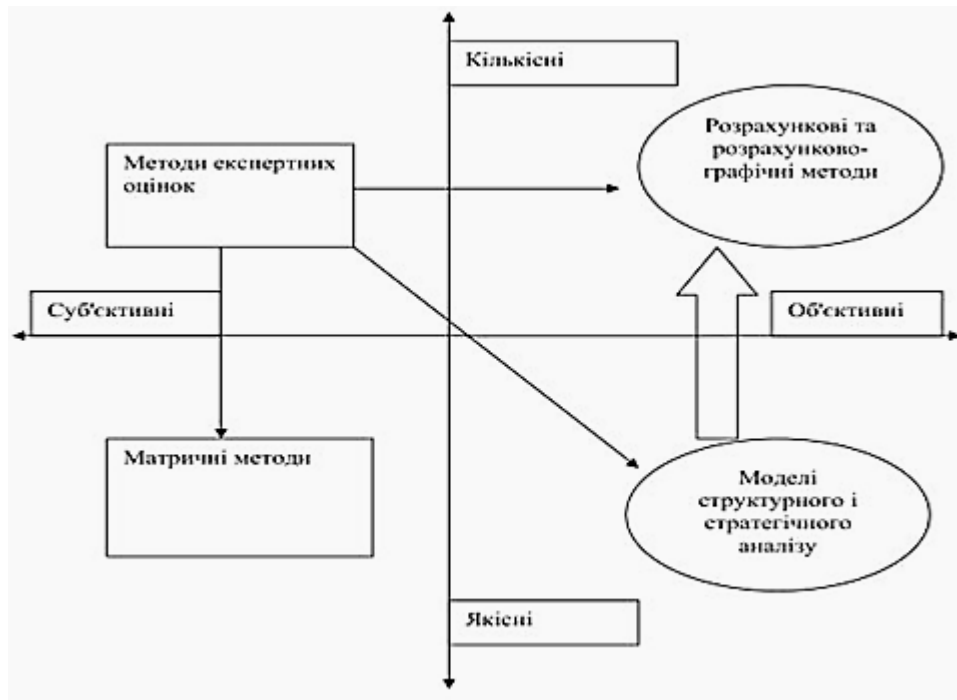 Кількісні
Розрахункові та
розрахунково-
графічні методи
Методи експертних
оцінок
Суб'єктивні
Об'єктивні
Матричні методи
Моделі
структурного і
стратегічного
аналізу
Якісні